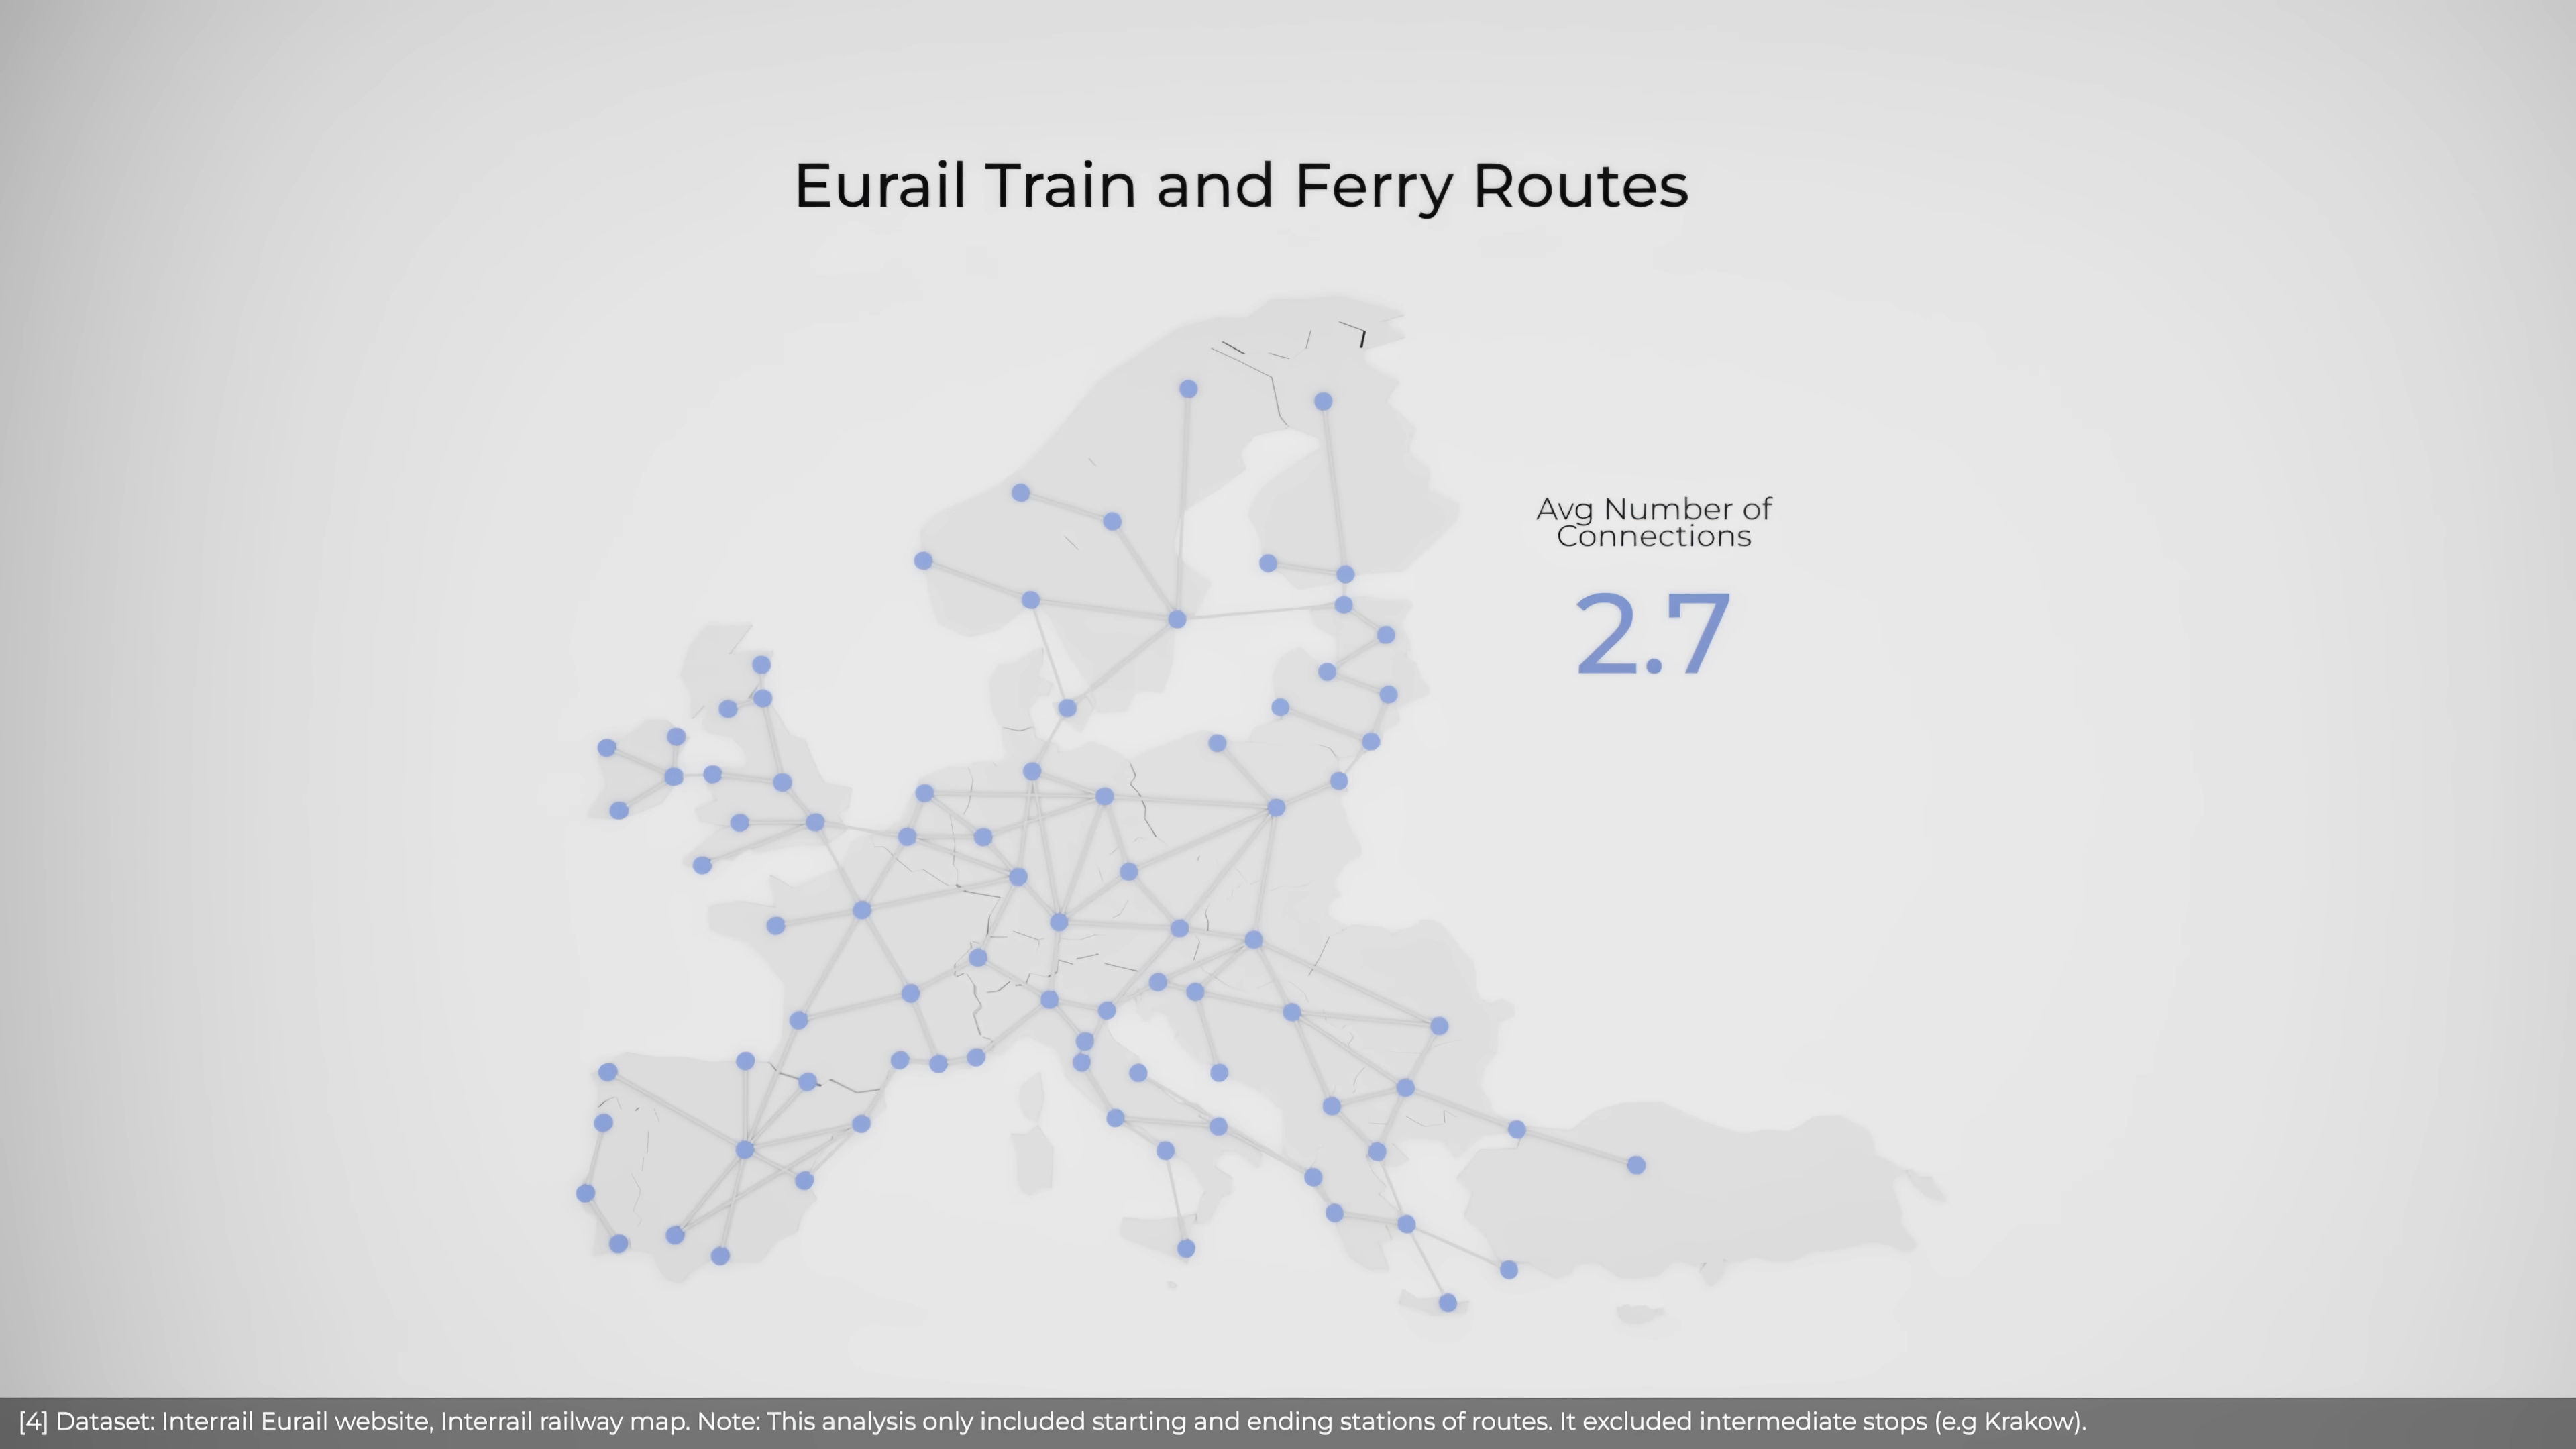 Eurail Train and Ferry Routes
Avg Number of
Connections
2.7
[4] Dataset: Interrail Eurail website, Interrail railway map. Note: This analysis only included starting and ending stations of routes. It excluded intermediate stops (e.g Krakow).